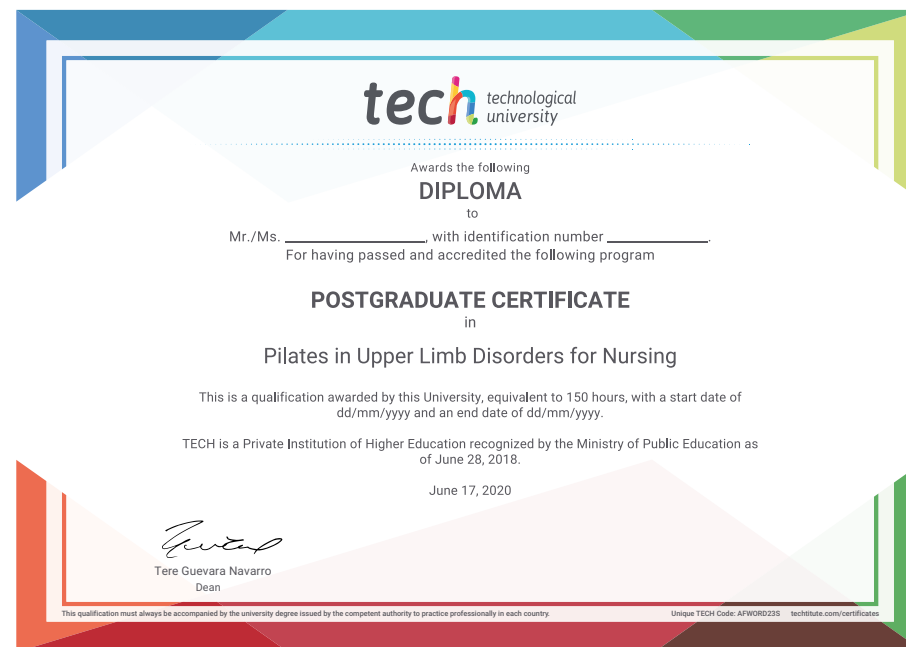 tech technological
university
Awards the following
DIPLOMA
to
Mr./Ms. ____________________, with identification number ______________.
For having passed and accredited the following program
POSTGRADUATE CERTIFICATE
in
Pilates in Upper Limb Disorders for Nursing
This is a qualification awarded by this University, equivalent to 150 hours, with a start date of
dd/mm/yyyy and an end date of dd/mm/yyyy.
TECH is a Private Institution of Higher Education recognized by the Ministry of Public Education as
of June 28, 2018.
June 17, 2020
Tere Guevara Navarro
Dean
This qualification must always be accompanied by the university degree issued by the competent authority to practice professionally in each country. Unique TECH Code: AFWORD23S techtitute.com/certificates